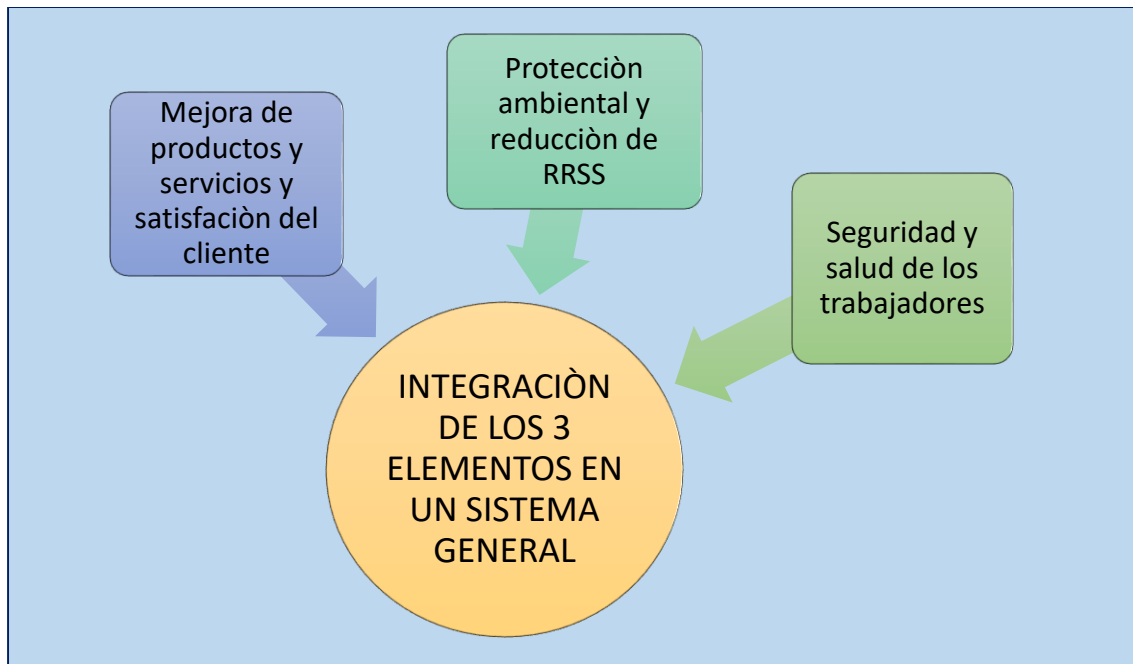 Mejora de
productos y
servicios y
satisfaciòn del
cliente
Protecciòn
ambiental y
reducciòn de
RRSS
Seguridad y
salud de los
trabajadores
INTEGRACIÒN
DE LOS 3
ELEMENTOS EN
UN SISTEMA
GENERAL